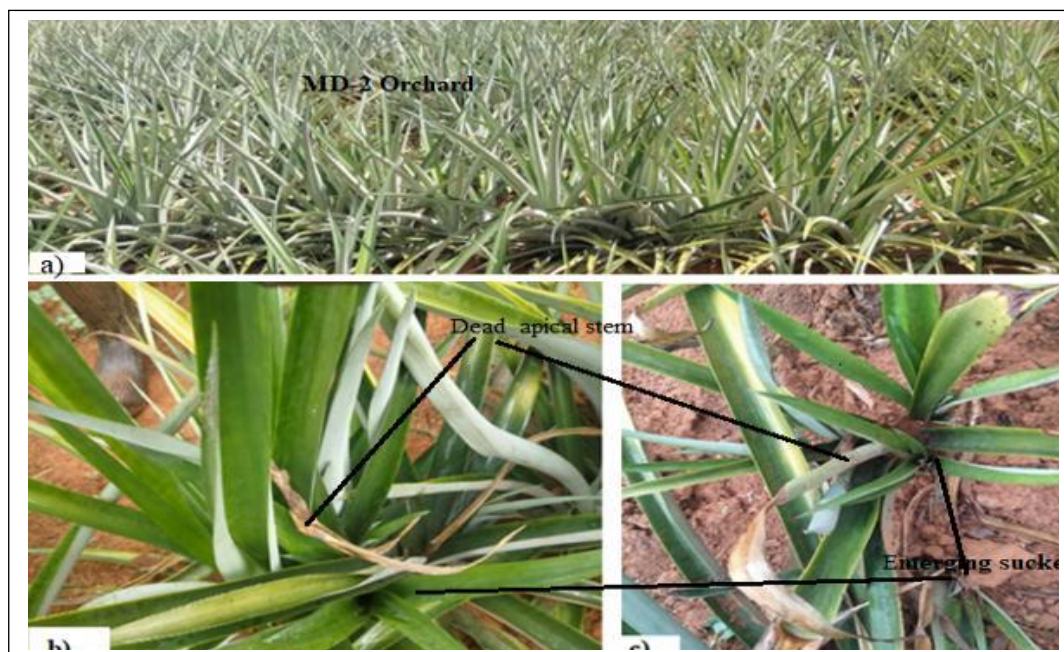 MD-2 Orchard
a)
Dead apical stem
Emerging sucke
b)
c)